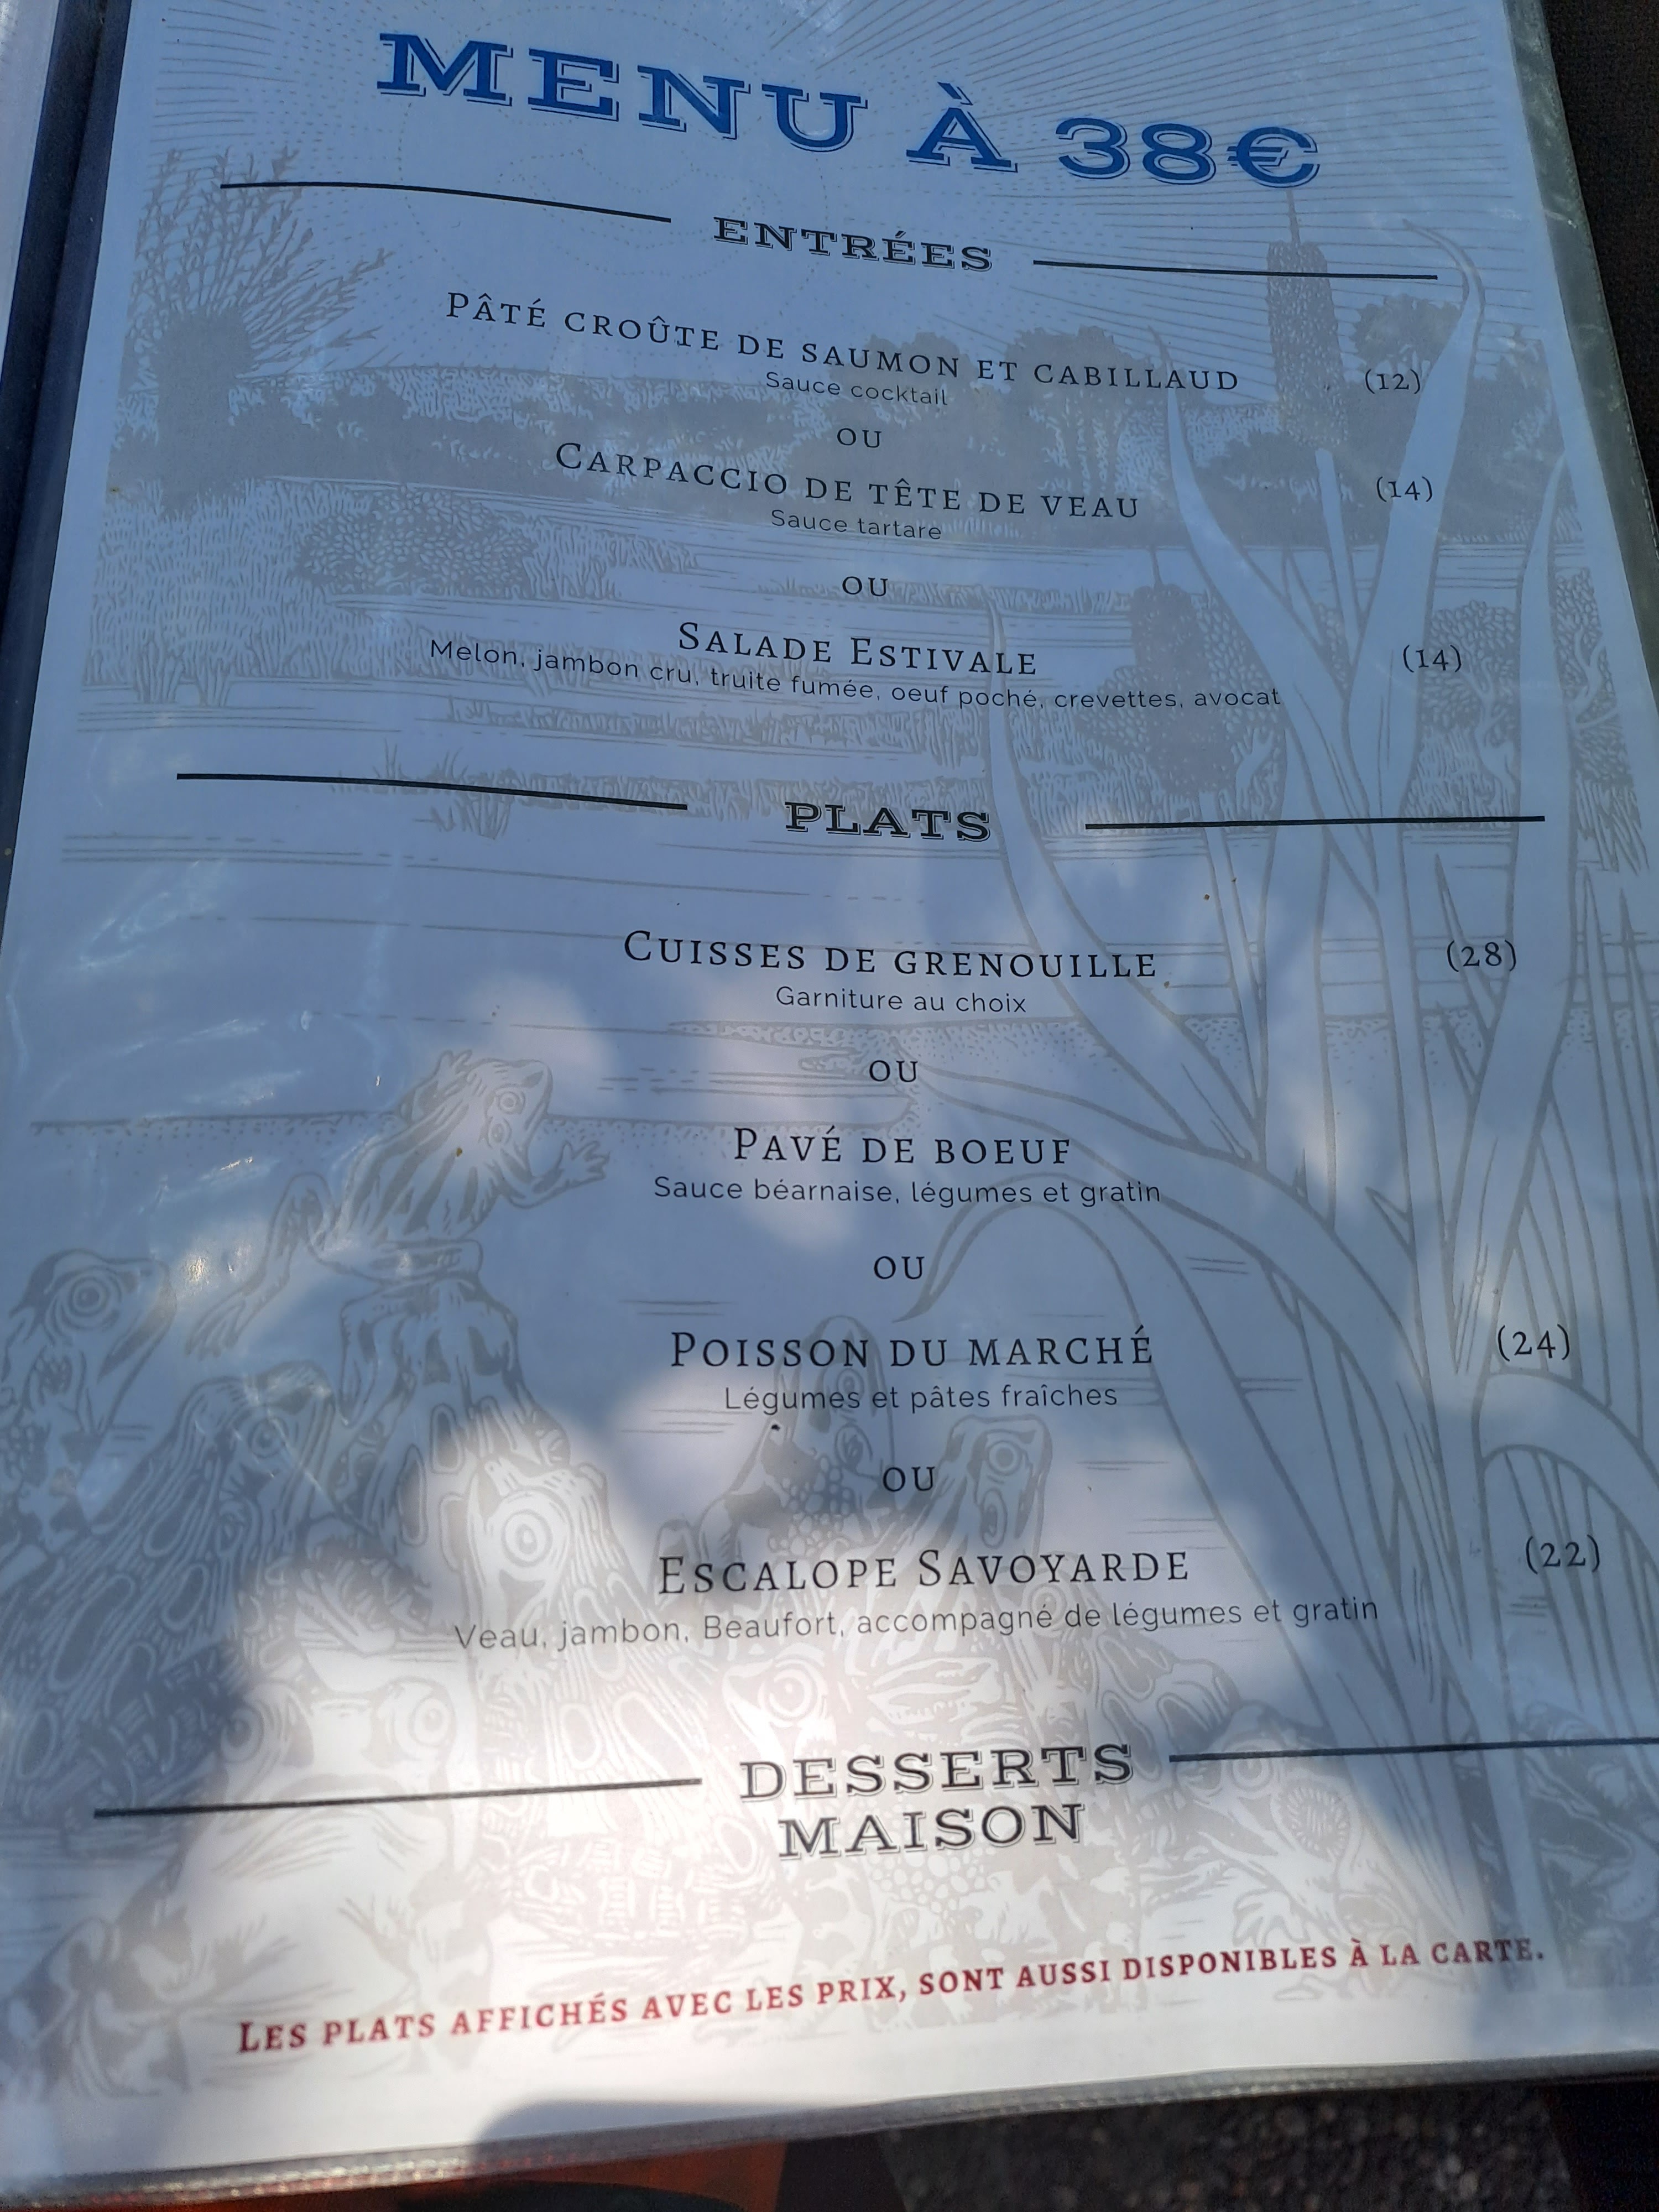 MENU À 38€
ENTRÉES
PÂTÉ CROÛTE DE SAUMON ET CABILLAUD (12)
Sauce cocktail
OU
CARPACCIO DE TÊTE DE VEAU (14)
Sauce tartare
OU
SALADE ESTIVALE (14)
Melon, jambon cru, truite fumée, oeuf poché, crevettes, avocat
PLATS
CUISSES DE GRENOUILLE (28)
Garniture au choix
OU
PAVÉ DE BOEUF
Sauce béarnaise, légumes et gratin
OU
POISSON DU MARCHÉ (24)
Légumes et pâtes fraîches
OU
ESCALOPE SAVOYARDE (22)
Veau, jambon, Beaufort, accompagné de légumes et gratin
DESSERTS
MAISON
LES PLATS AFFICHÉS AVEC LES PRIX, SONT AUSSI DISPONIBLES À LA CARTE.